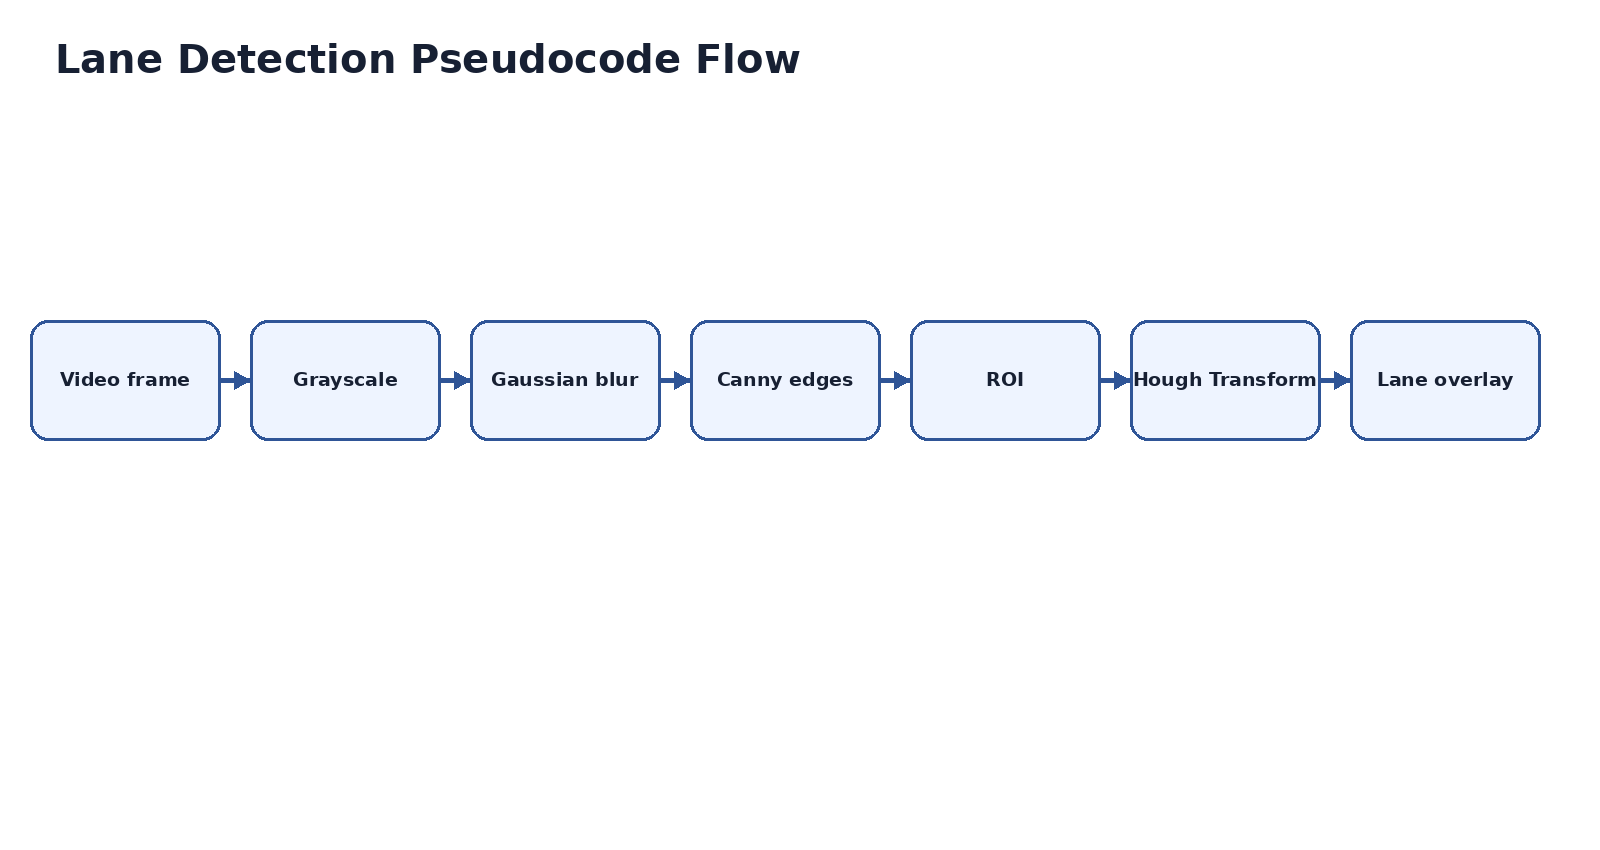 Lane Detection Pseudocode Flow
Video frame
Grayscale
Gaussian blur
Canny edges
ROI
Hough Transform
Lane overlay